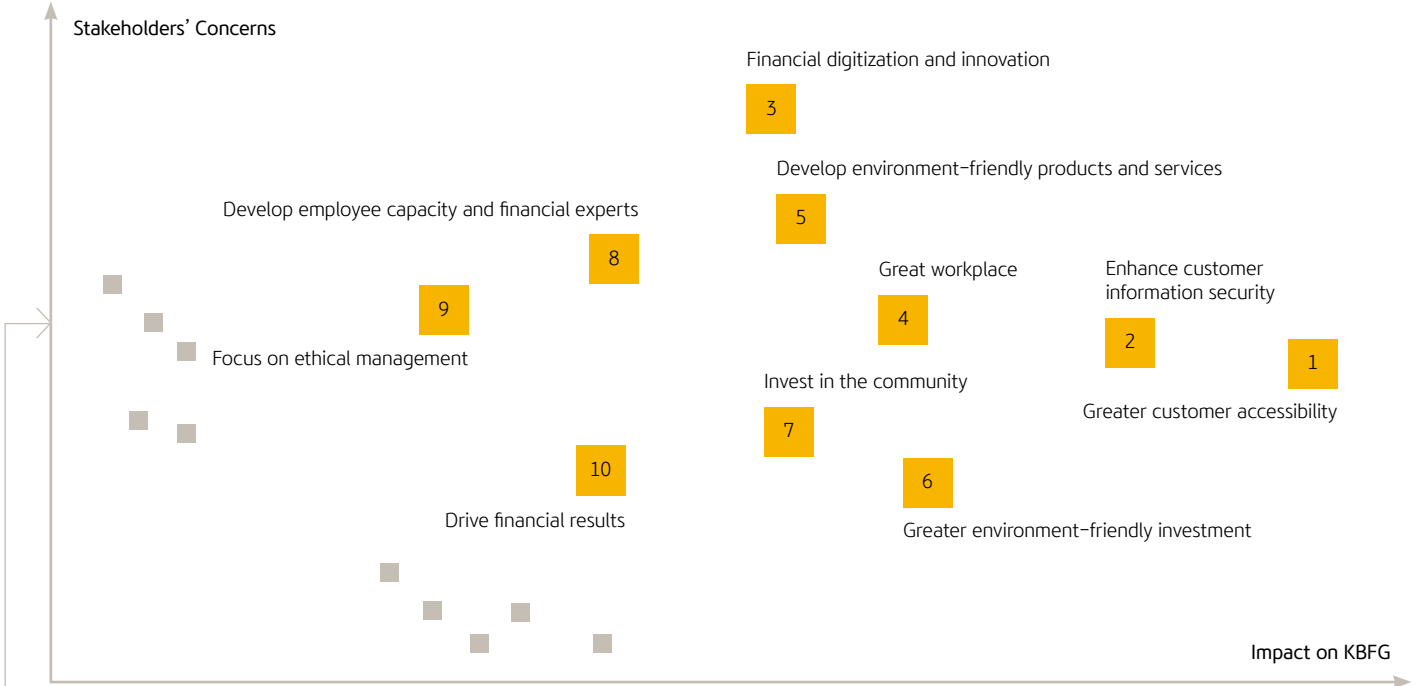 Stakeholders’ Concerns
Financial digitization and innovation
3
Develop environment-friendly products and services
5
Develop employee capacity and financial experts
8
Great workplace
4
Enhance customer
information security
2
1
Greater customer accessibility
9
Focus on ethical management
Invest in the community
7
10
Drive financial results
6
Greater environment-friendly investment
Impact on KBFG